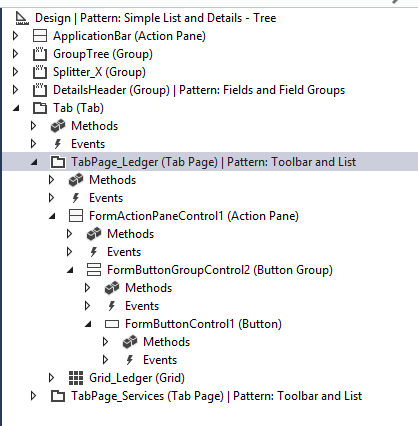 Design | Pattern: Simple List and Details - Tree
ApplicationBar (Action Pane)
GroupTree (Group)
Splitter_X (Group)
DetailsHeader (Group) | Pattern: Fields and Field Groups
Tab (Tab)
Methods
Events
TabPage_Ledger (Tab Page) | Pattern: Toolbar and List
Methods
Events
FormActionPaneControl1 (Action Pane)
Methods
Events
FormButtonGroupControl2 (Button Group)
Methods
Events
FormButtonControl1 (Button)
Methods
Events
Grid_Ledger (Grid)
TabPage_Services (Tab Page) | Pattern: Toolbar and List